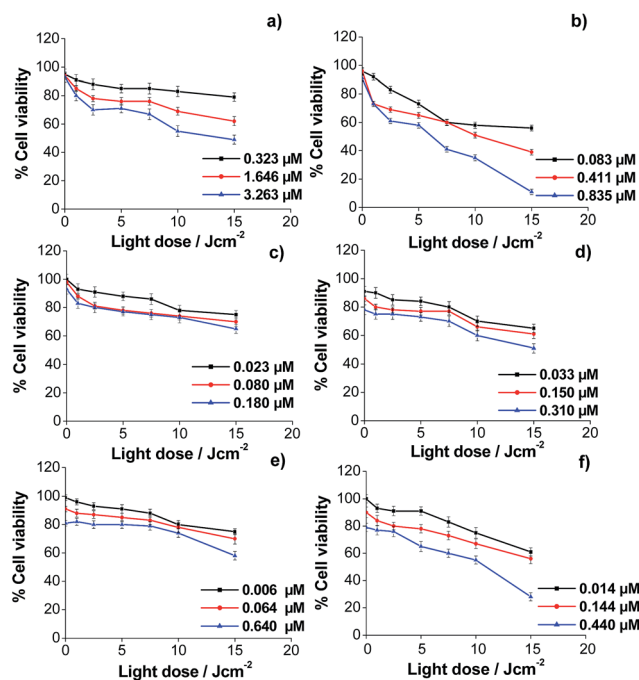 a)
% Cell viability
120
100
80
60
40
20
0
0 5 10 15 20
0.323 µM
1.646 µM
3.263 µM
Light dose / Jcm-2
b)
% Cell viability
120
100
80
60
40
20
0
0 5 10 15 20
0.083 µM
0.411 µM
0.835 µM
Light dose / Jcm-2
c)
% Cell viability
120
100
80
60
40
20
0
0 5 10 15 20
0.023 µM
0.080 µM
0.180 µM
Light dose / Jcm-2
d)
% Cell viability
120
100
80
60
40
20
0
0 5 10 15 20
0.033 µM
0.150 µM
0.310 µM
Light dose / Jcm-2
e)
% Cell viability
120
100
80
60
40
20
0
0 5 10 15 20
0.006 µM
0.064 µM
0.640 µM
Light dose / Jcm-2
f)
% Cell viability
120
100
80
60
40
20
0
0 5 10 15 20
0.014 µM
0.144 µM
0.440 µM
Light dose / Jcm-2